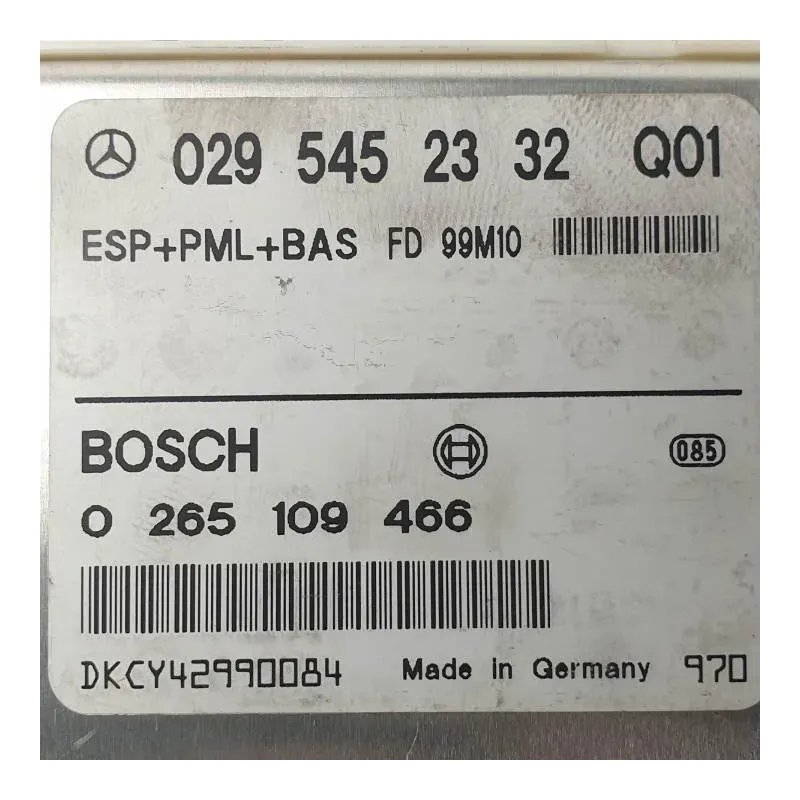 029 545 23 32 Q01
ESP+PML+BAS FD 99M10
BOSCH
085
0 265 109 466
DKCY42990084 Made in Germany 970